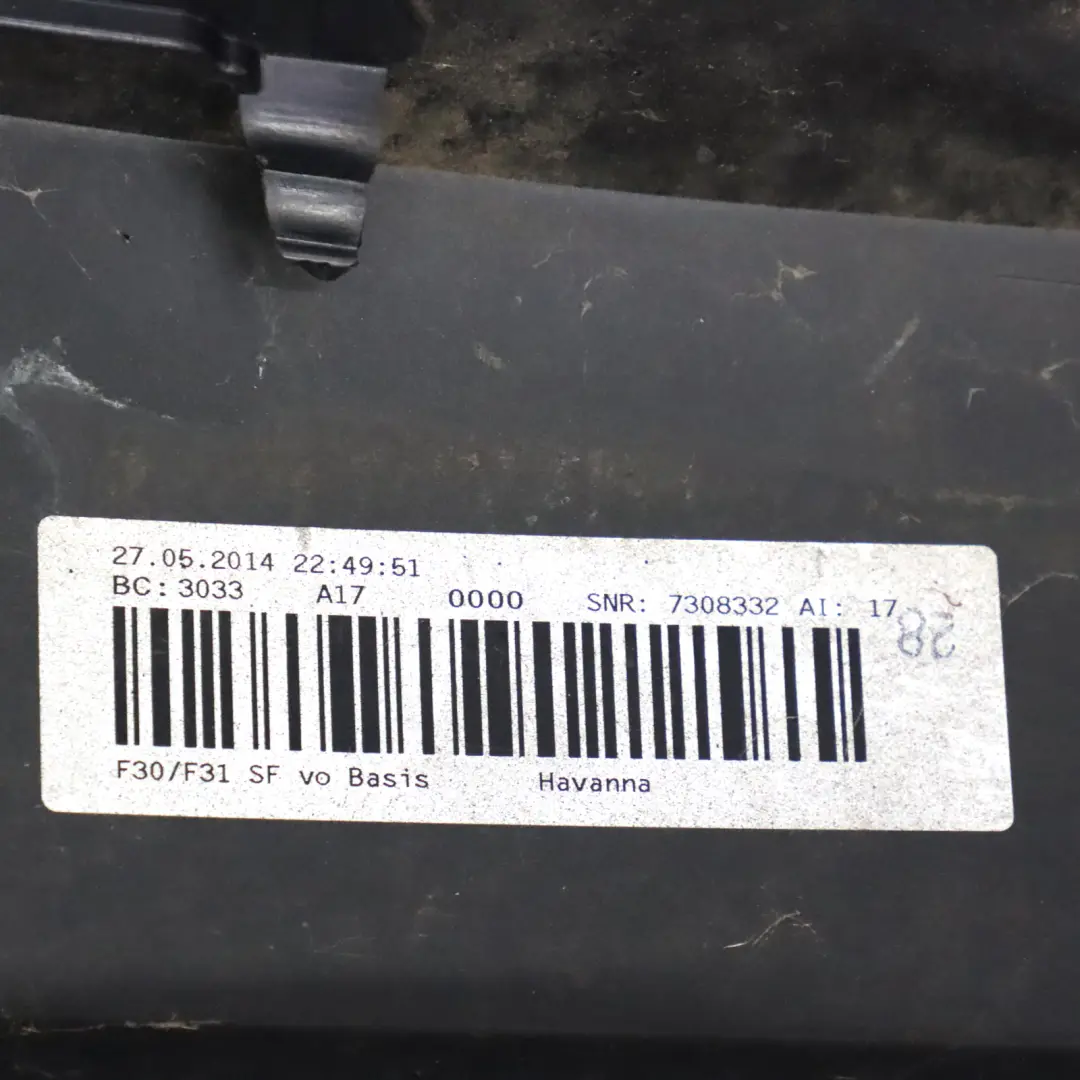 27.05.2014 22:49:51
BC: 3033 A17 0000 SNR: 7308332 AI: 17
28
F30/F31 SF vo Basis Havanna